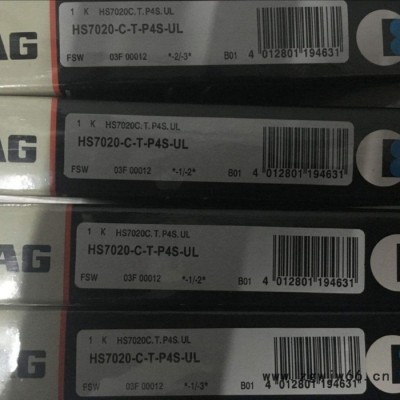 1 K HS7020C.T.P4S.UL
HS7020-C-T-P4S-UL
FSW 03F 00012 *-2/-3* B01 4 012801 194631
AG
1 K HS7020C.T.P4S.UL
HS7020-C-T-P4S-UL
FSW 03F 00012 *-1/-2* B01 4 012801 194631
AG
1 K HS7020C.T.P4S.UL
HS7020-C-T-P4S-UL
FSW 03F 00012 *-1/-2* B01 4 012801 194631
AG
1 K HS7020C.T.P4S.UL
HS7020-C-T-P4S-UL
FSW 03F 00012 *-1/-2* B01 4 012801 194631
AG